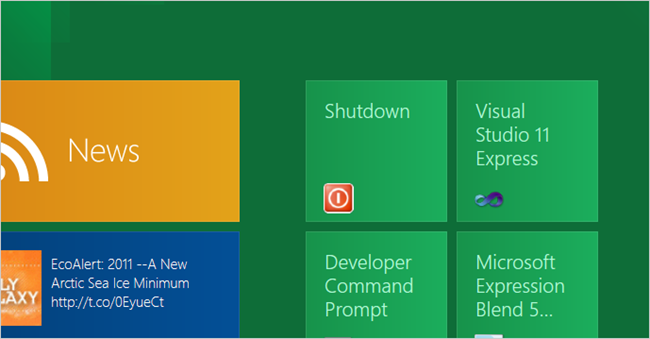 News
EcoAlert: 2011 --A New
Arctic Sea Ice Minimum
http://t.co/0EyueCt
LY
LAXY
Shutdown
Visual
Studio 11
Express
Developer
Command
Prompt
Microsoft
Expression
Blend 5...